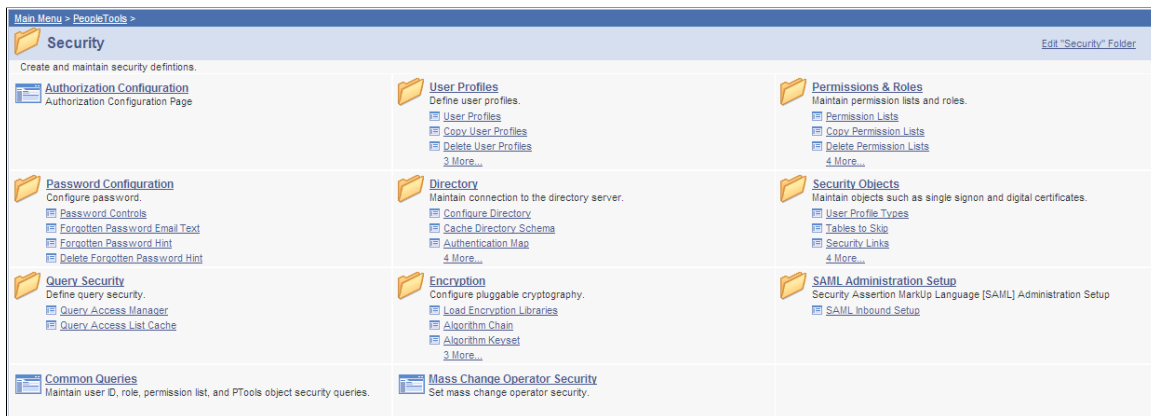 Main Menu > PeopleTools >
Security
Edit "Security" Folder
Create and maintain security defintions.
Authorization Configuration
Authorization Configuration Page
User Profiles
Define user profiles.
User Profiles
Copy User Profiles
Delete User Profiles
3 More...
Permissions & Roles
Maintain permission lists and roles.
Permission Lists
Copy Permission Lists
Delete Permission Lists
4 More...
Password Configuration
Configure password.
Password Controls
Forgotten Password Email Text
Forgotten Password Hint
Delete Forgotten Password Hint
Directory
Maintain connection to the directory server.
Configure Directory
Cache Directory Schema
Authentication Map
4 More...
Security Objects
Maintain objects such as single signon and digital certificates.
User Profile Types
Tables to Skip
Security Links
4 More...
Query Security
Define query security.
Query Access Manager
Query Access List Cache
Encryption
Configure pluggable cryptography.
Load Encryption Libraries
Algorithm Chain
Algorithm Keyset
3 More...
SAML Administration Setup
Security Assertion MarkUp Language [SAML] Administration Setup
SAML Inbound Setup
Common Queries
Maintain user ID, role, permission list, and PTools object security queries.
Mass Change Operator Security
Set mass change operator security.